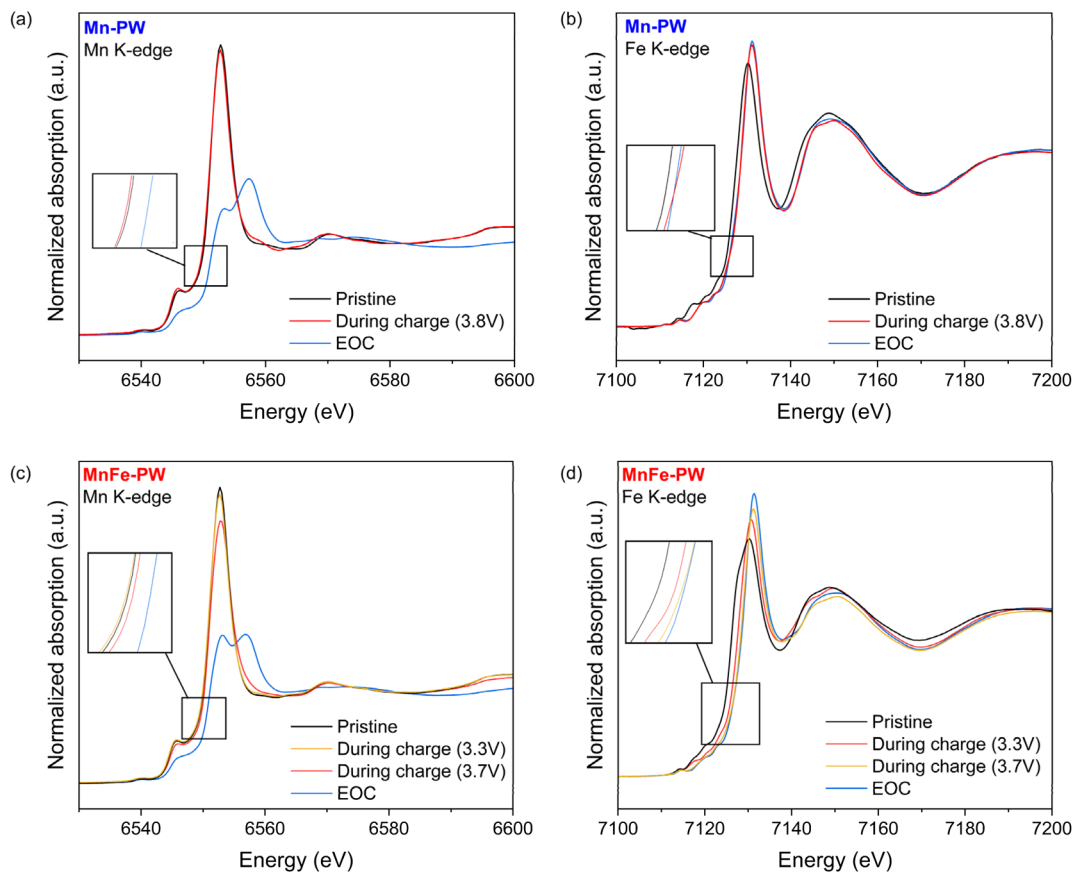 (a)
Mn-PW
Mn K-edge
Normalized absorption (a.u.)
Pristine
During charge (3.8V)
EOC
6540
6560
6580
6600
Energy (eV)
(b)
Mn-PW
Fe K-edge
Normalized absorption (a.u.)
Pristine
During charge (3.8V)
EOC
7100
7120
7140
7160
7180
7200
Energy (eV)
(c)
MnFe-PW
Mn K-edge
Normalized absorption (a.u.)
Pristine
During charge (3.3V)
During charge (3.7V)
EOC
6540
6560
6580
6600
Energy (eV)
(d)
MnFe-PW
Fe K-edge
Normalized absorption (a.u.)
Pristine
During charge (3.3V)
During charge (3.7V)
EOC
7100
7120
7140
7160
7180
7200
Energy (eV)